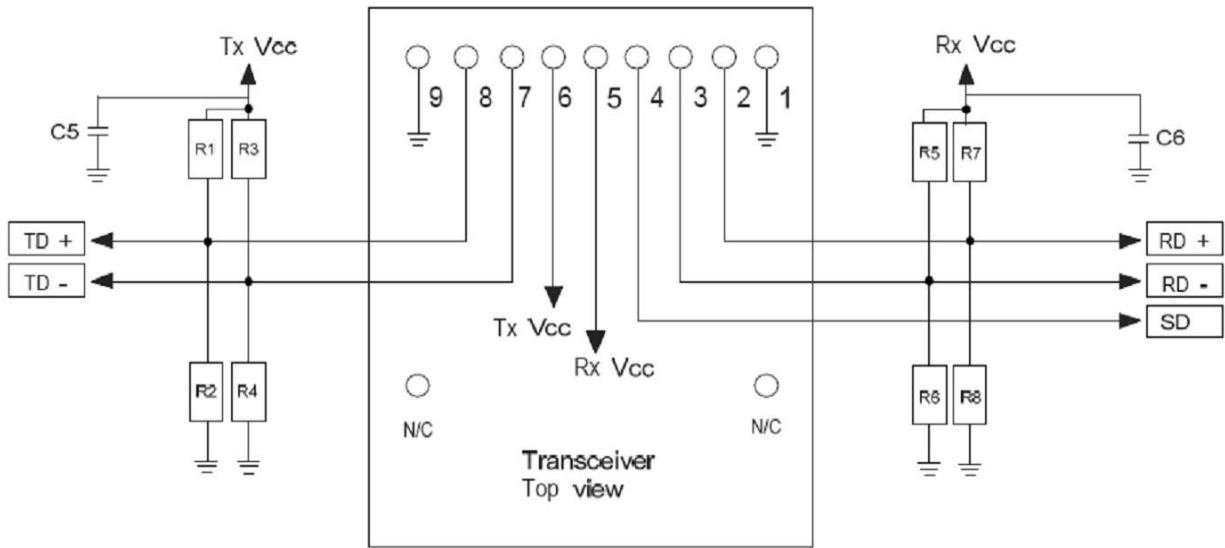 Tx Vcc
Rx Vcc
9 8 7 6 5 4 3 2 1
C5
R1 R3
R5 R7
C6
TD +
RD +
TD -
RD -
Tx Vcc
SD
Rx Vcc
R2 R4
R6 R8
N/C
N/C
Transceiver
Top view